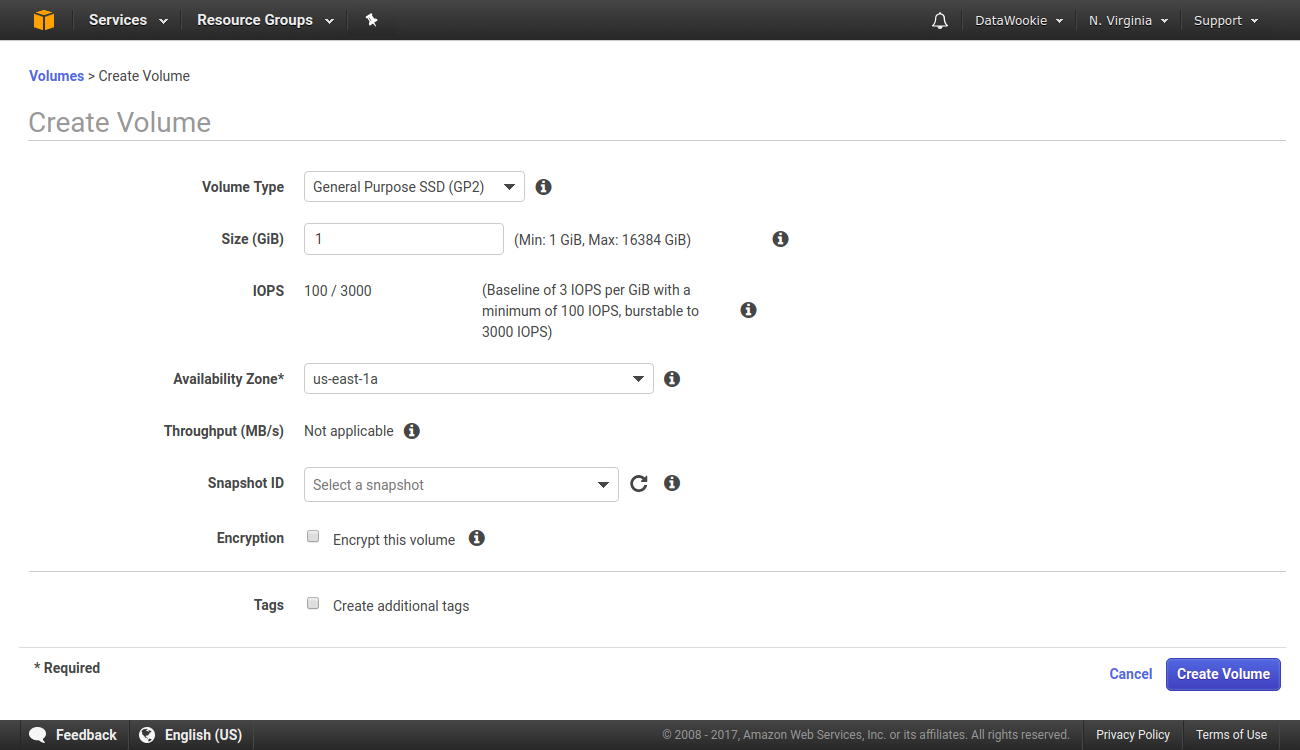 Services Resource Groups DataWookie N. Virginia Support
Volumes > Create Volume
Create Volume
Volume Type General Purpose SSD (GP2)
Size (GiB) 1 (Min: 1 GiB, Max: 16384 GiB)
IOPS 100 / 3000 (Baseline of 3 IOPS per GiB with a
minimum of 100 IOPS, burstable to
3000 IOPS)
Availability Zone* us-east-1a
Throughput (MB/s) Not applicable
Snapshot ID Select a snapshot
Encryption Encrypt this volume
Tags Create additional tags
* Required
Cancel Create Volume
Feedback English (US) © 2008 - 2017, Amazon Web Services, Inc. or its affiliates. All rights reserved. Privacy Policy Terms of Use